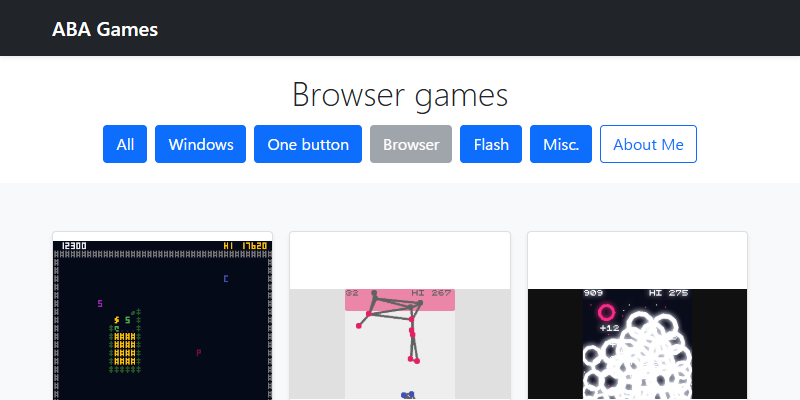 ABA Games
Browser games
All Windows One button Browser Flash Misc. About Me
12300 HI 17620
HI 267
909 HI 275
+12